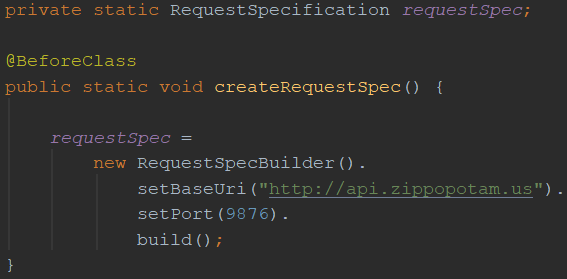 private static RequestSpecification requestSpec;
@BeforeClass
public static void createRequestSpec() {
requestSpec =
new RequestSpecBuilder().
setBaseUri("http://api.zippopotam.us").
setPort(9876).
build();
}